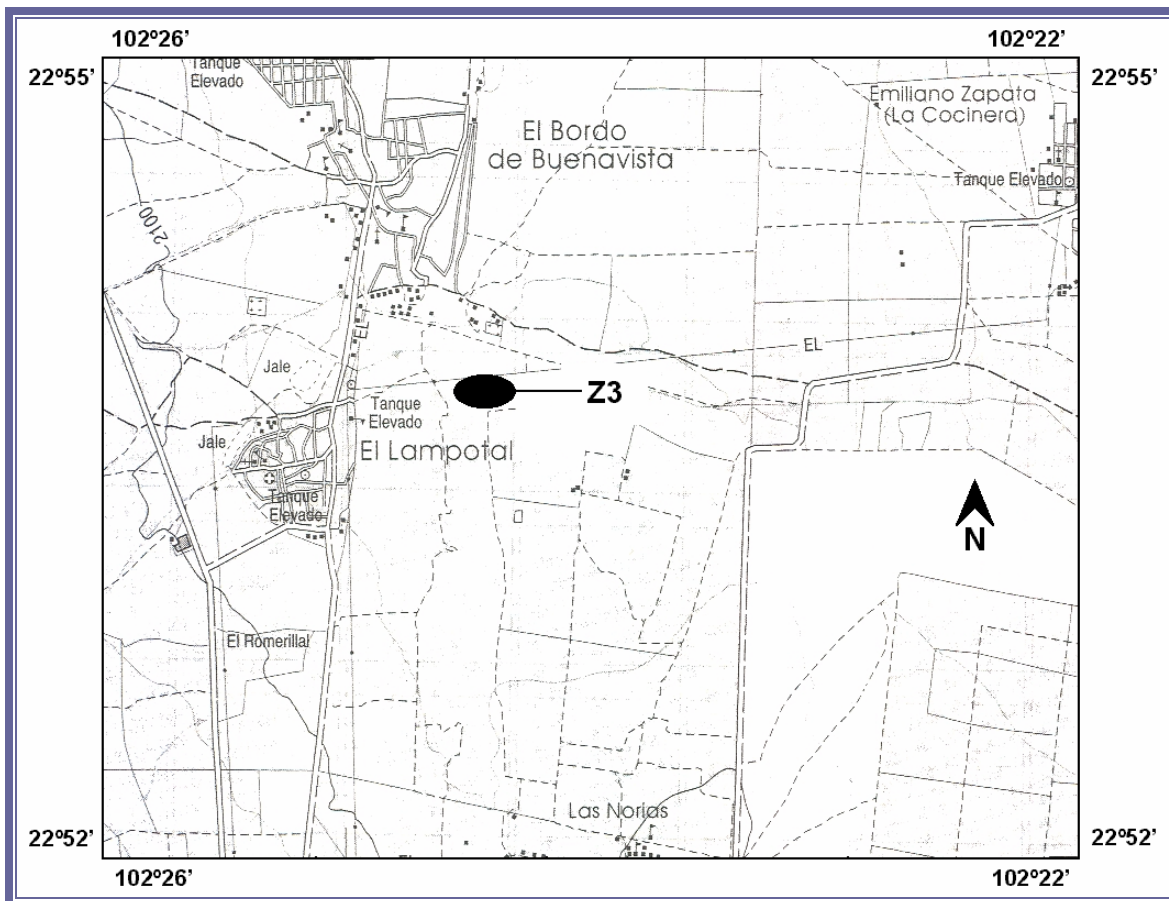 102º26’
102º22’
22º55’
22º55’
Tanque
Elevado
Emiliano Zapata
(La Cocinera)
El Bordo
de Buenavista
Tanque Elevado
2100
EL
EL
Jale
Z3
Tanque
Elevado
Jale
El Lampotal
Tanque
Elevado
N
El Romerillal
Las Norias
22º52’
22º52’
102º26’
102º22’